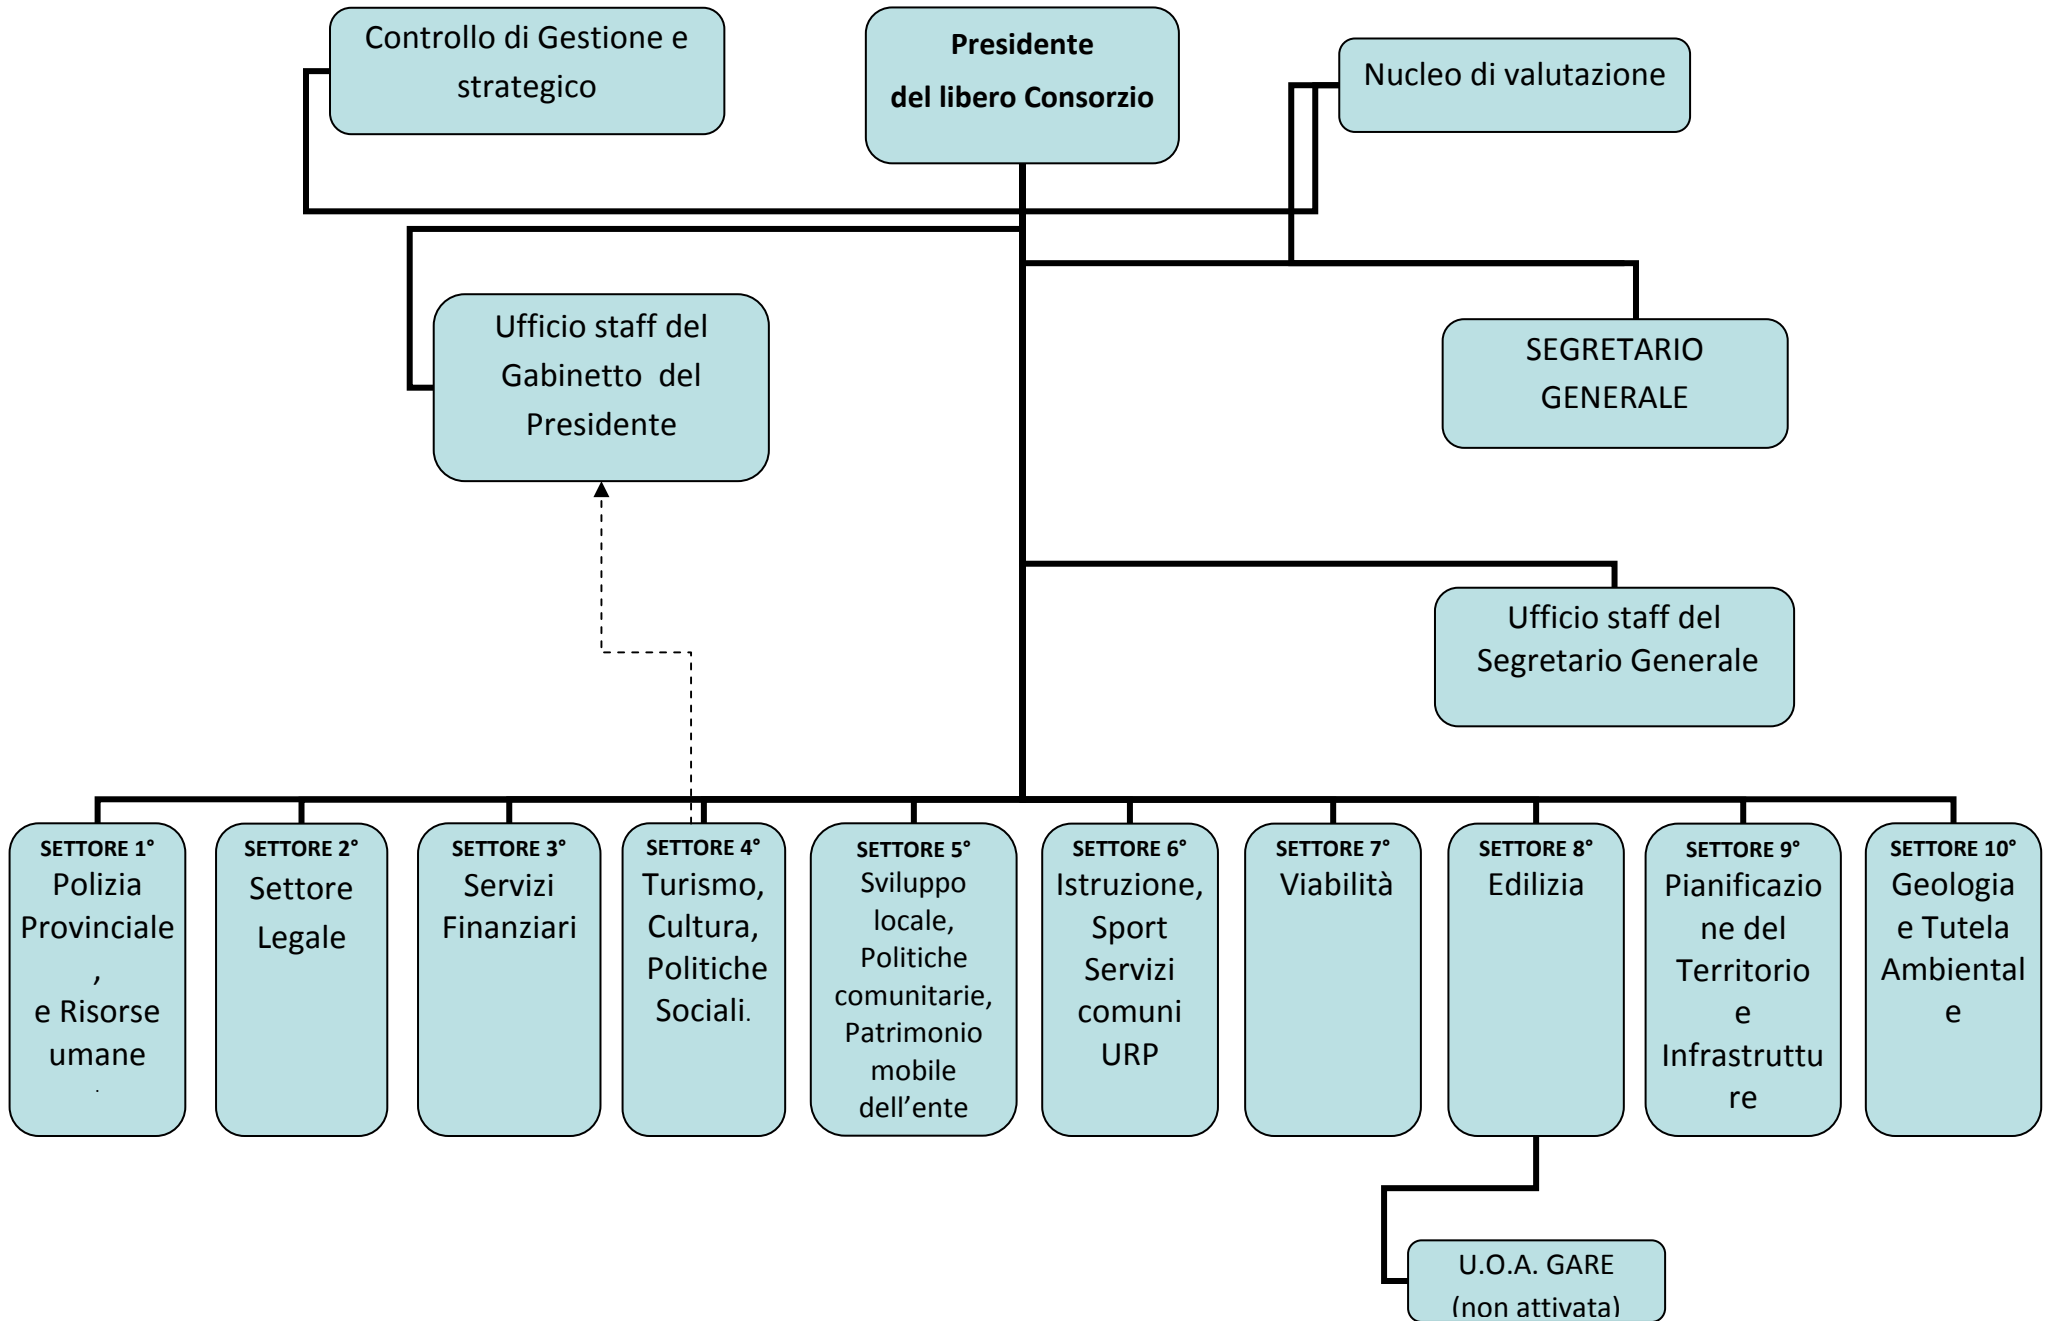 Controllo di Gestione e
strategico
Presidente
del libero Consorzio
Nucleo di valutazione
Ufficio staff del
Gabinetto  del
Presidente
SEGRETARIO
GENERALE
Ufficio staff del
Segretario Generale
SETTORE 1°
Polizia
Provinciale
,
e Risorse
umane
.
SETTORE 2°
Settore
Legale
SETTORE 3°
Servizi
Finanziari
SETTORE 4°
Turismo,
Cultura,
Politiche
Sociali.
SETTORE 5°
Sviluppo
locale,
Politiche
comunitarie,
Patrimonio
mobile
dell’ente
SETTORE 6°
Istruzione,
Sport
Servizi
comuni
URP
SETTORE 7°
Viabilità
SETTORE 8°
Edilizia
SETTORE 9°
Pianificazio
ne del
Territorio
e
Infrastruttu
re
SETTORE 10°
Geologia
e Tutela
Ambiental
e
U.O.A. GARE
(non attivata)